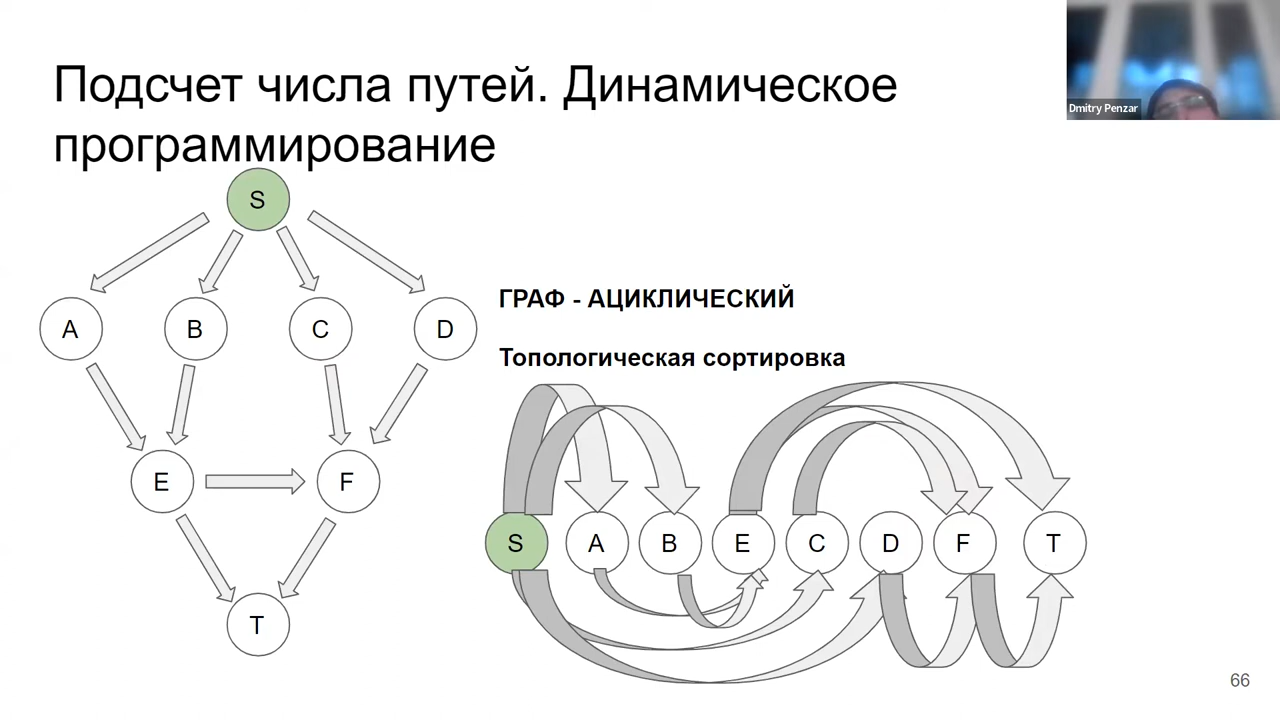 Подсчет числа путей. Динамическое
программирование
Dmitry Penzar
S
A B C D
E F
T
ГРАФ - АЦИКЛИЧЕСКИЙ
Топологическая сортировка
S A B E C D F T
66